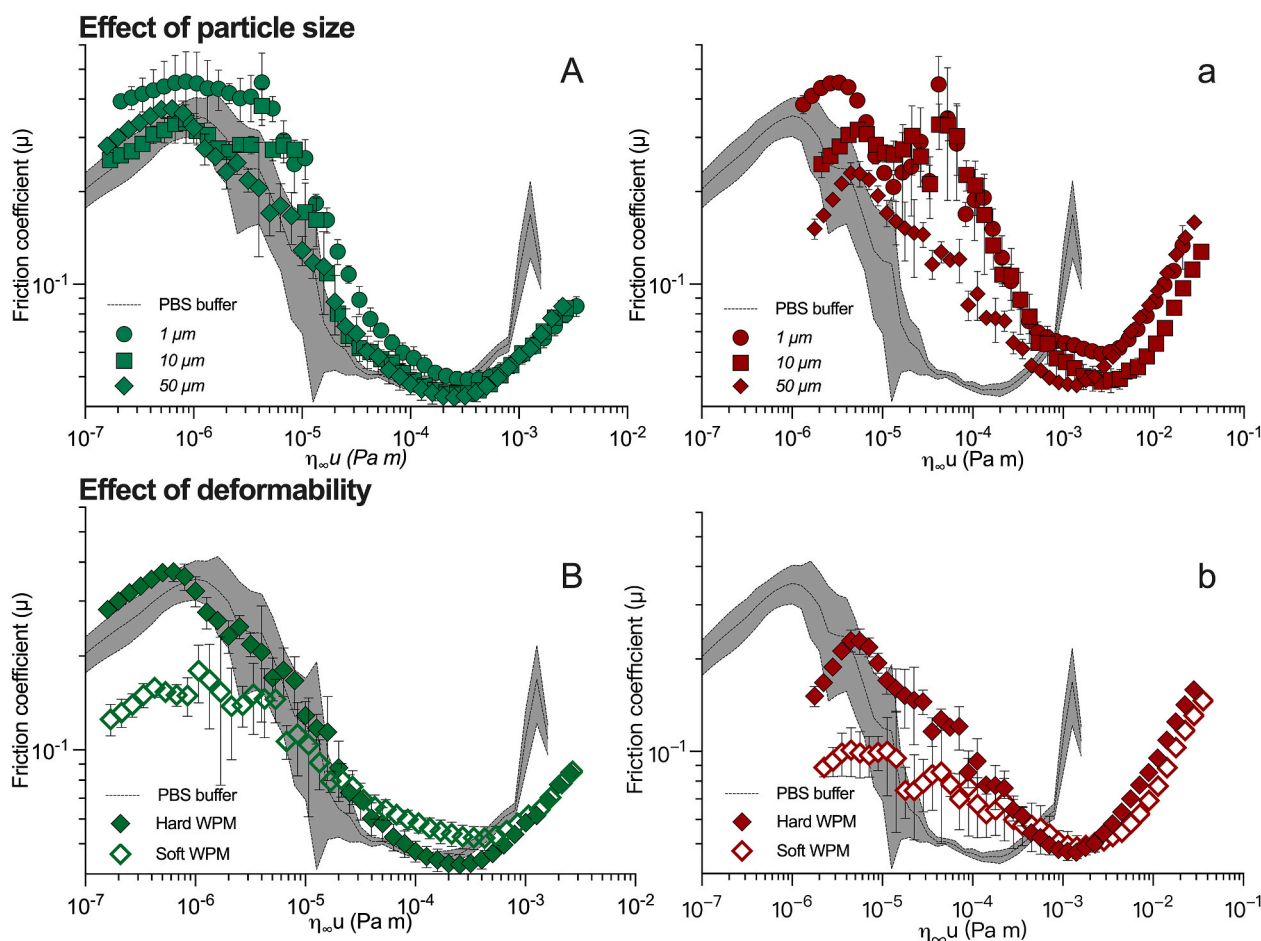 Effect of particle size
A
Friction coefficient (μ)
10⁻¹
PBS buffer
1 μm
10 μm
50 μm
10⁻⁷ 10⁻⁶ 10⁻⁵ 10⁻⁴ 10⁻³ 10⁻²
η∞u (Pa m)
a
Friction coefficient (μ)
10⁻¹
PBS buffer
1 μm
10 μm
50 μm
10⁻⁷ 10⁻⁶ 10⁻⁵ 10⁻⁴ 10⁻³ 10⁻² 10⁻¹
η∞u (Pa m)
Effect of deformability
B
Friction coefficient (μ)
10⁻¹
PBS buffer
Hard WPM
Soft WPM
10⁻⁷ 10⁻⁶ 10⁻⁵ 10⁻⁴ 10⁻³ 10⁻²
η∞u (Pa m)
b
Friction coefficient (μ)
10⁻¹
PBS buffer
Hard WPM
Soft WPM
10⁻⁷ 10⁻⁶ 10⁻⁵ 10⁻⁴ 10⁻³ 10⁻² 10⁻¹
η∞u (Pa m)